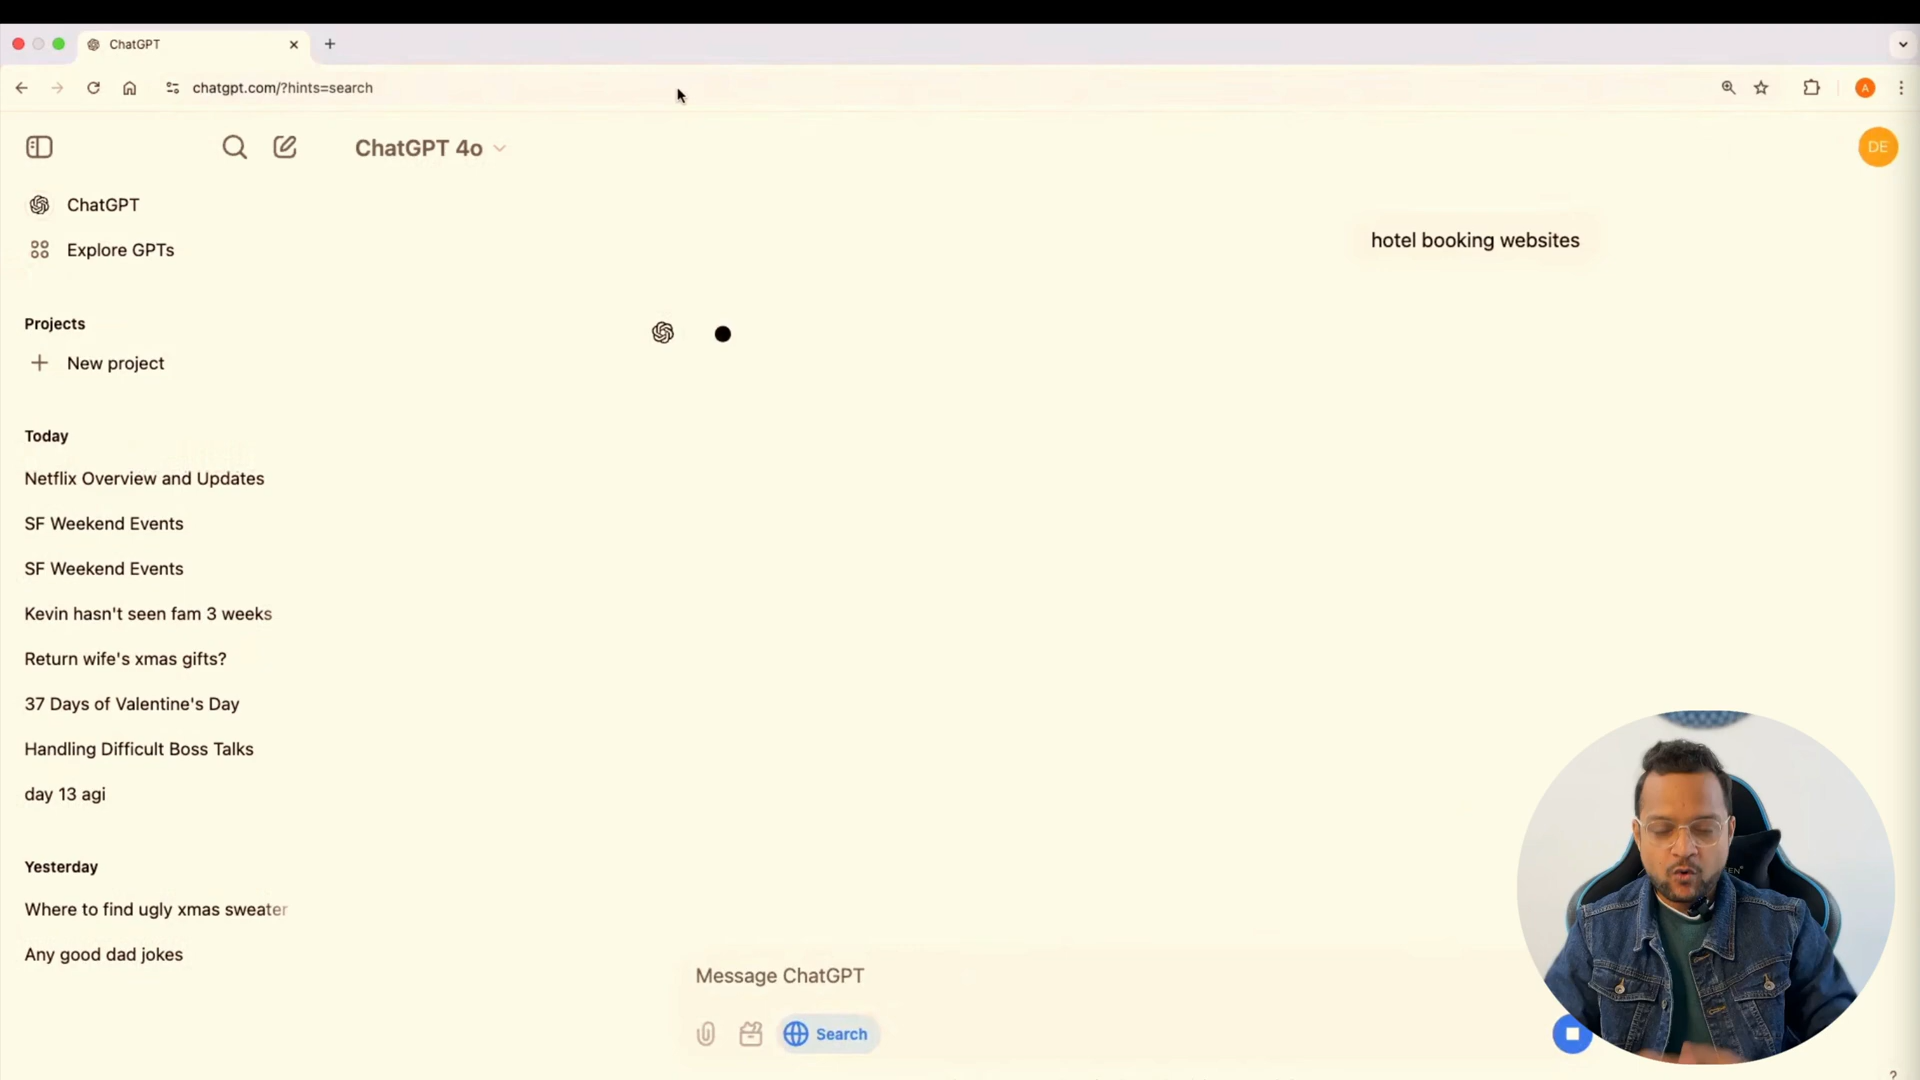 ChatGPT
chatgpt.com/?hints=search
A
ChatGPT 4o
DE
ChatGPT
Explore GPTs
hotel booking websites
Projects
New project
Today
Netflix Overview and Updates
SF Weekend Events
SF Weekend Events
Kevin hasn't seen fam 3 weeks
Return wife's xmas gifts?
37 Days of Valentine's Day
Handling Difficult Boss Talks
day 13 agi
Yesterday
Where to find ugly xmas sweater
Any good dad jokes
Message ChatGPT
Search
?